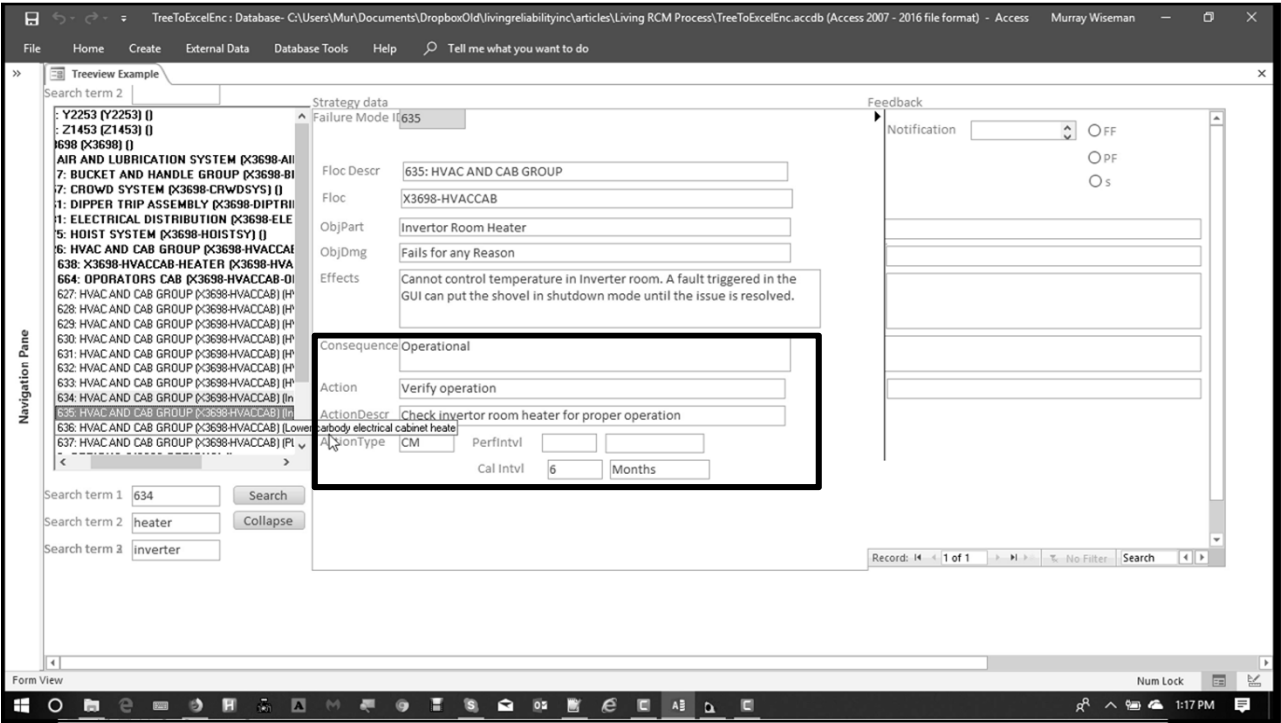 TreeToExcelEnc : Database- C:\Users\Mur\Documents\DropboxOld\livingreliabilityinc\articles\Living RCM Process\TreeToExcelEnc.accdb (Access 2007 - 2016 file format) - Access Murray Wiseman
File Home Create External Data Database Tools Help Tell me what you want to do
Treeview Example
Search term 2
: Y2253 (Y2253) ()
: Z1453 (Z1453) ()
3698 (X3698) ()
AIR AND LUBRICATION SYSTEM (X3698-AI
7: BUCKET AND HANDLE GROUP (X3698-B
7: CROWD SYSTEM (X3698-CRWDSYS) ()
1: DIPPER TRIP ASSEMBLY (X3698-DIPTRI
1: ELECTRICAL DISTRIBUTION (X3698-ELE
5: HOIST SYSTEM (X3698-HOISTSY) ()
6: HVAC AND CAB GROUP (X3698-HVACCA
638: X3698-HVACCAB-HEATER (X3698-HVA
664: OPORATORS CAB (X3698-HVACCAB-O
627: HVAC AND CAB GROUP (X3698-HVACCAB) (H
628: HVAC AND CAB GROUP (X3698-HVACCAB) (H
629: HVAC AND CAB GROUP (X3698-HVACCAB) (H
630: HVAC AND CAB GROUP (X3698-HVACCAB) (H
631: HVAC AND CAB GROUP (X3698-HVACCAB) (H
632: HVAC AND CAB GROUP (X3698-HVACCAB) (H
633: HVAC AND CAB GROUP (X3698-HVACCAB) (H
634: HVAC AND CAB GROUP (X3698-HVACCAB) (In
635: HVAC AND CAB GROUP (X3698-HVACCAB) (In
636: HVAC AND CAB GROUP (X3698-HVACCAB) (Lower carbody electrical cabinet heate
637: HVAC AND CAB GROUP (X3698-HVACCAB) (PL
Search term 1 634 Search
Search term 2 heater Collapse
Search term inverter
Strategy data
Failure Mode I 635
Floc Descr 635: HVAC AND CAB GROUP
Floc X3698-HVACCAB
ObjPart Invertor Room Heater
ObjDmg Fails for any Reason
Effects Cannot control temperature in Inverter room. A fault triggered in the
GUI can put the shovel in shutdown mode until the issue is resolved.
Consequence Operational
Action Verify operation
ActionDescr Check invertor room heater for proper operation
ActionType CM PerfIntvl
Cal Intvl 6 Months
Feedback
Notification FF
PF
s
Record: 1 of 1 No Filter Search
Navigation Pane
Form View Num Lock
1:17 PM